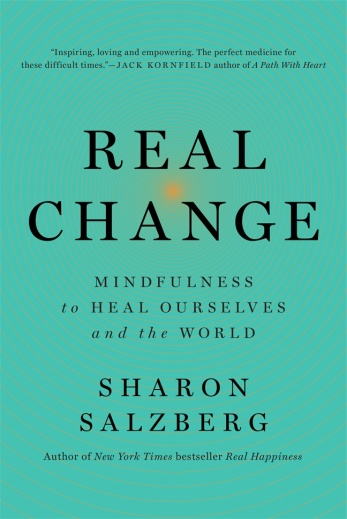 “Inspiring, loving and empowering. The perfect medicine for
these difficult times.”—JACK KORNFIELD author of A Path With Heart
REAL
CHANGE
MINDFULNESS
to HEAL OURSELVES
and the WORLD
SHARON
SALZBERG
Author of New York Times bestseller Real Happiness